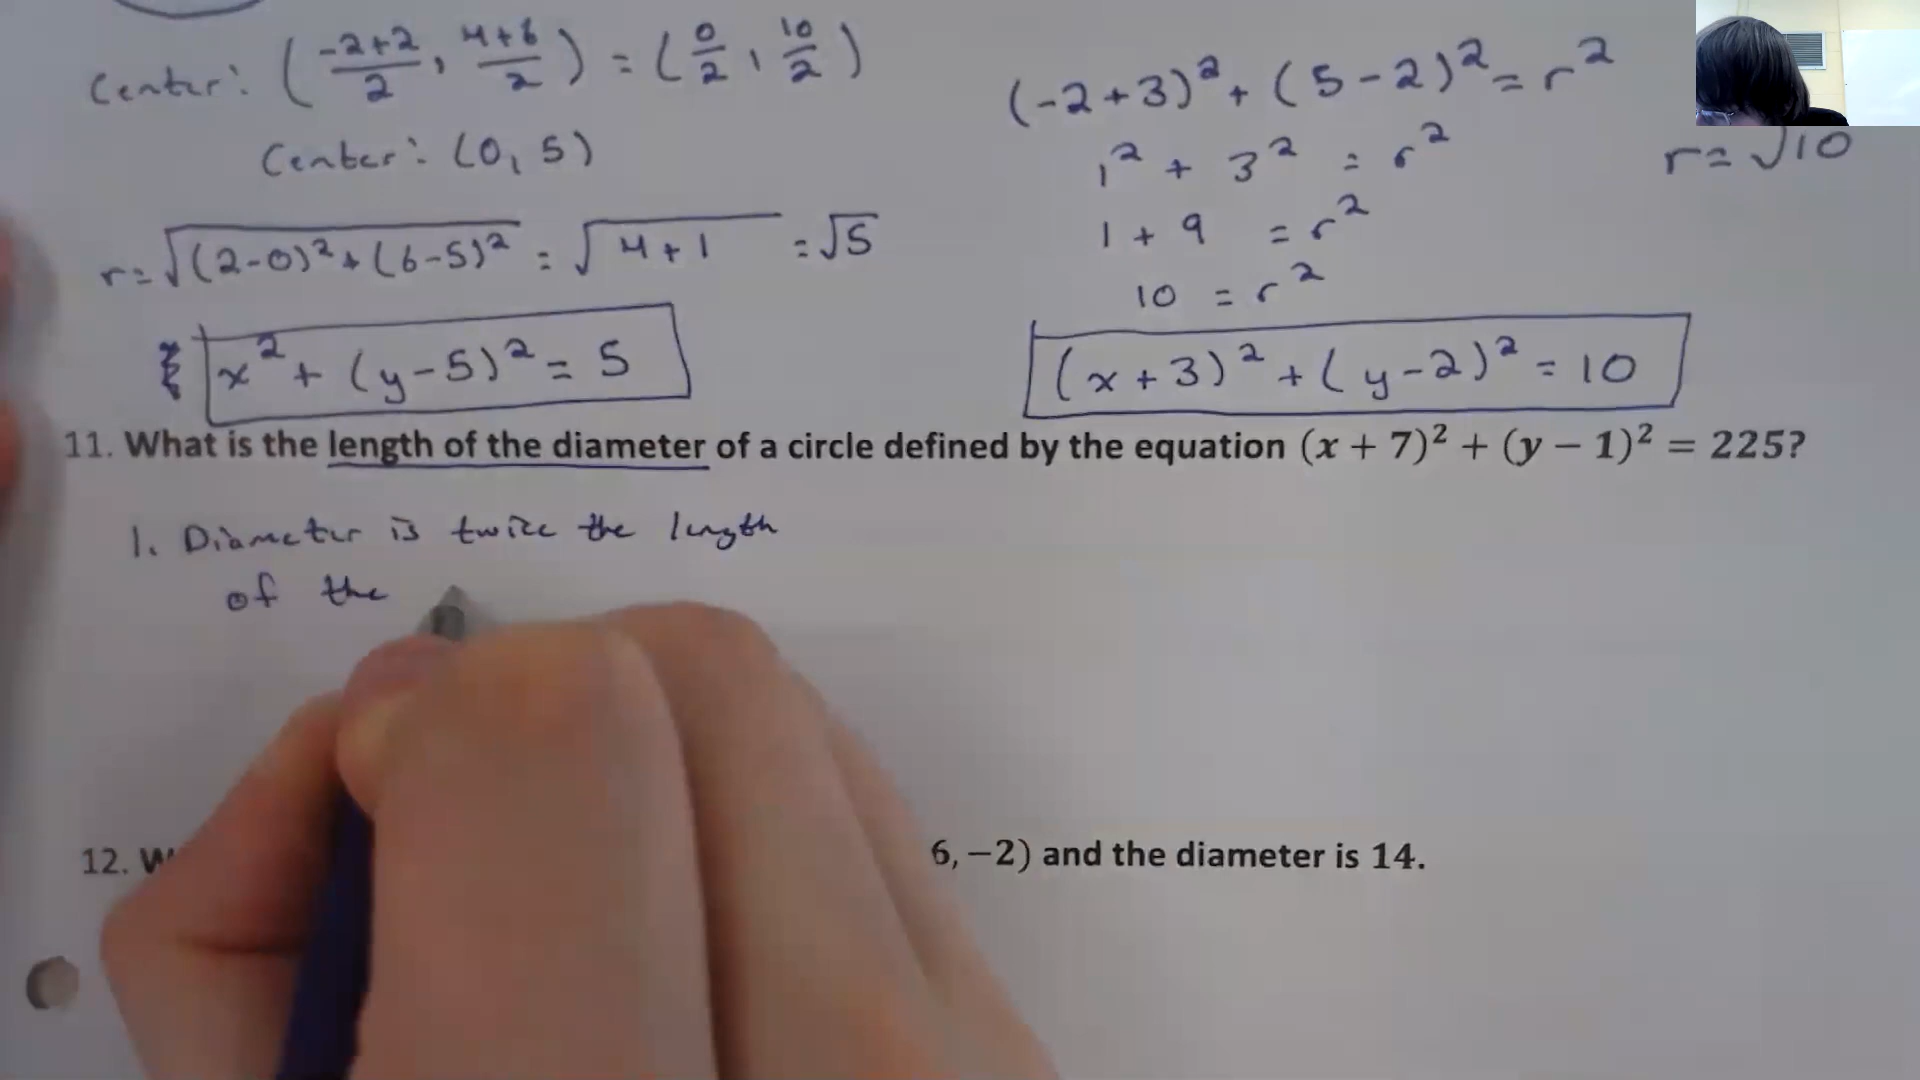 Center: (-2+2/2, 4+6/2) = (0/2, 10/2)
Center: (0, 5)
r = √(2-0)² + (6-5)² = √4+1 = √5
x² + (y-5)² = 5
(-2+3)² + (5-2)² = r²
1² + 3² = r²
r = √10
1 + 9 = r²
10 = r²
(x+3)² + (y-2)² = 10
11. What is the length of the diameter of a circle defined by the equation (x + 7)² + (y − 1)² = 225?
1. Diameter is twice the length
of the
12. 6, −2) and the diameter is 14.